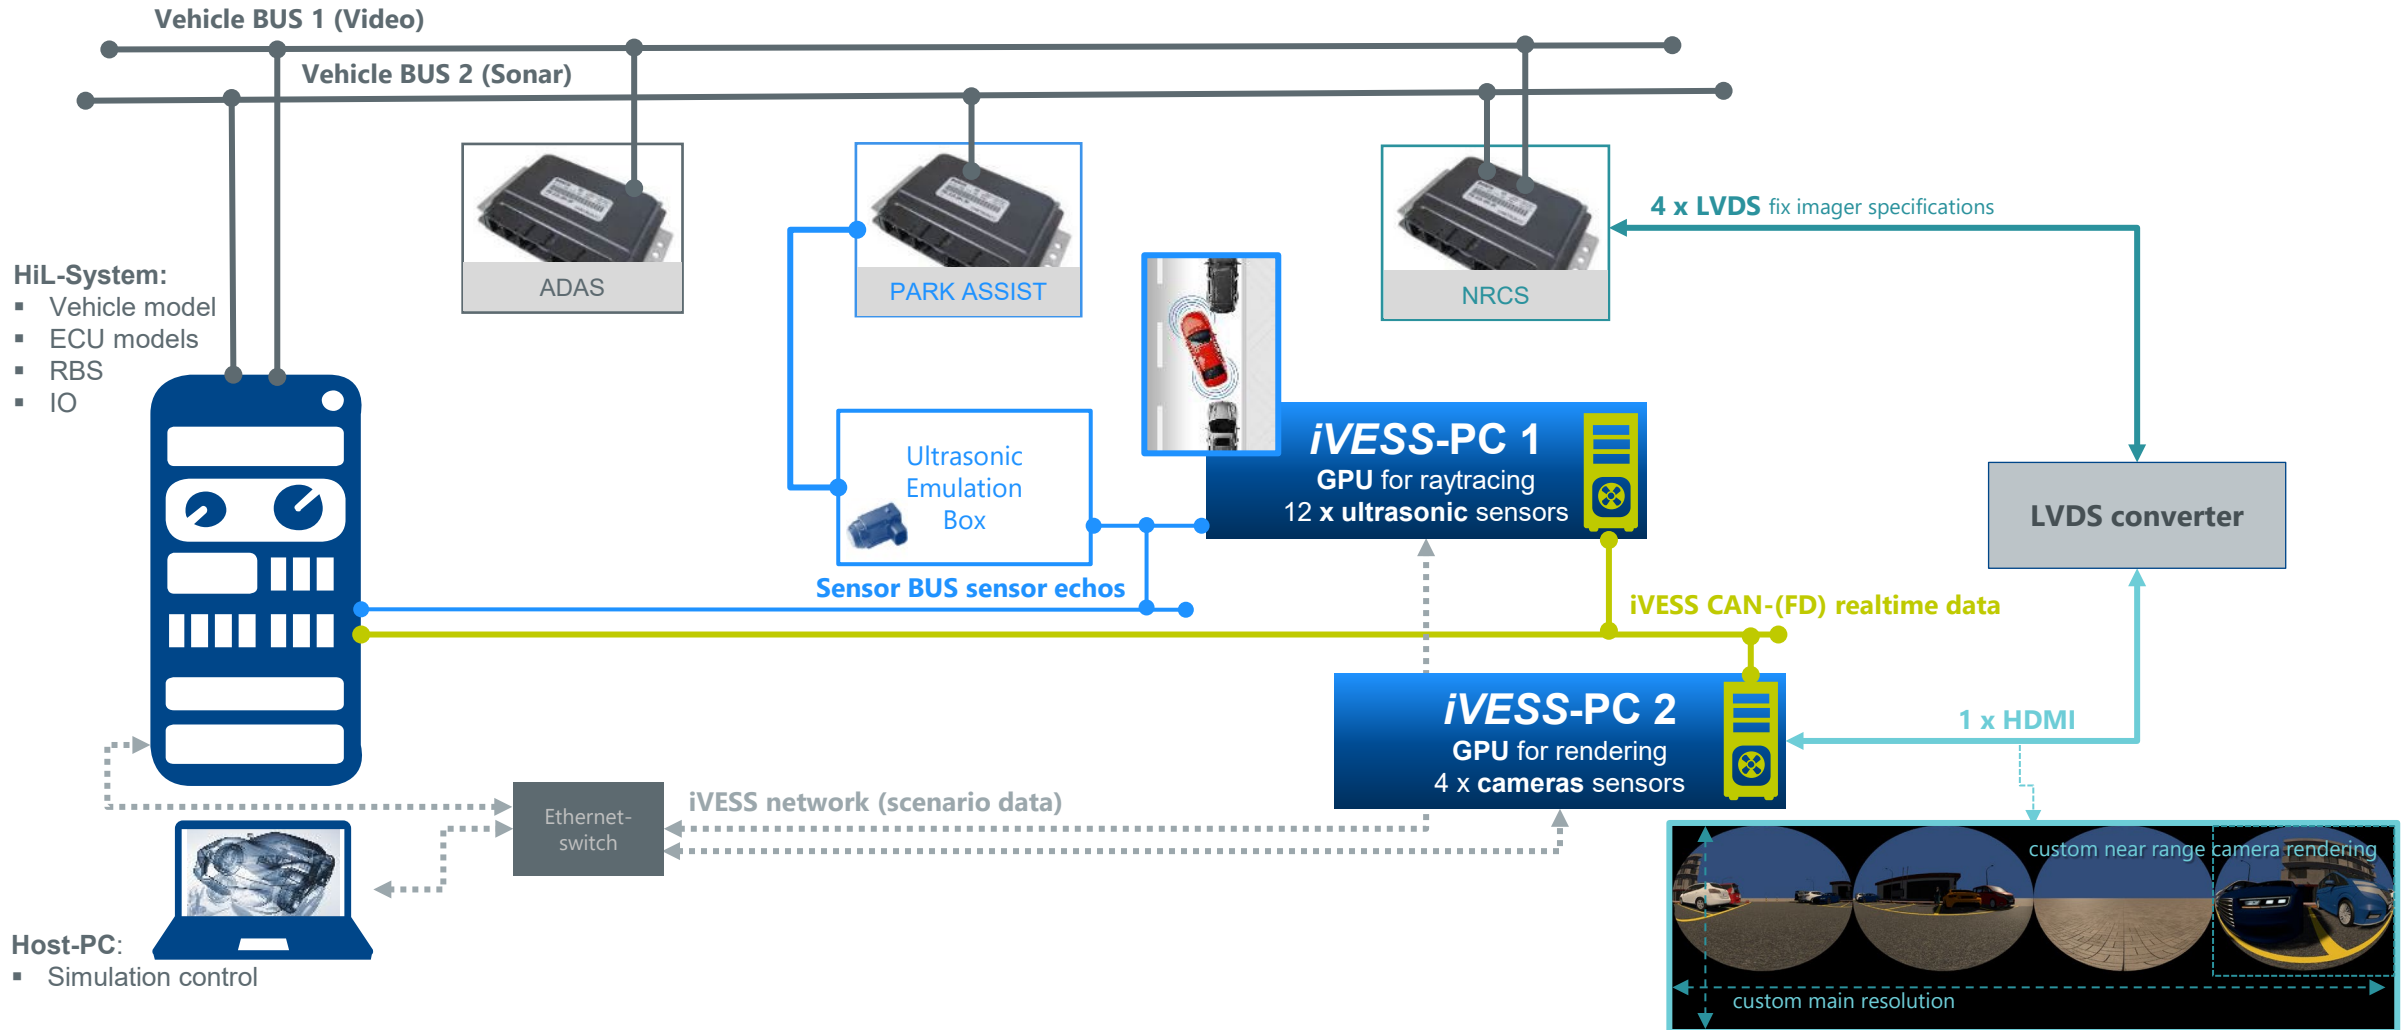 Vehicle BUS 1 (Video)
Vehicle BUS 2 (Sonar)
ADAS
PARK ASSIST
NRCS
4 x LVDS fix imager specifications
HiL-System:
▪ Vehicle model
▪ ECU models
▪ RBS
▪ IO
Ultrasonic
Emulation
Box
iVESS-PC 1
GPU for raytracing
12 x ultrasonic sensors
LVDS converter
Sensor BUS sensor echos
iVESS CAN-(FD) realtime data
iVESS-PC 2
GPU for rendering
4 x cameras sensors
1 x HDMI
iVESS network (scenario data)
Ethernet-
switch
custom near range camera rendering
custom main resolution
Host-PC:
▪ Simulation control